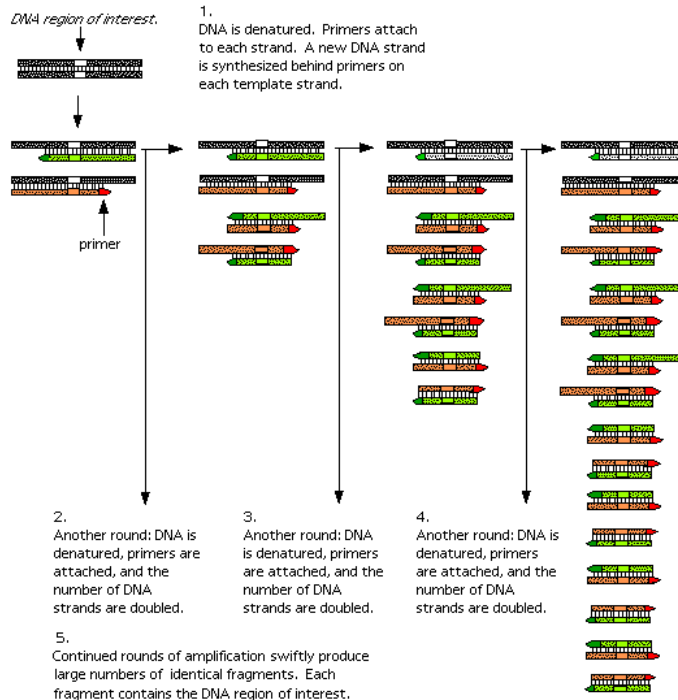 DNA region of interest.
1.
DNA is denatured. Primers attach
to each strand. A new DNA strand
is synthesized behind primers on
each template strand.
primer
2.
Another round: DNA is
denatured, primers are
attached, and the
number of DNA
strands are doubled.
3.
Another round: DNA
is denatured, primers
are attached, and the
number of DNA
strands are doubled.
4.
Another round: DNA is
denatured, primers
are attached, and the
number of DNA
strands are doubled.
5.
Continued rounds of amplification swiftly produce
large numbers of identical fragments. Each
fragment contains the DNA region of interest.